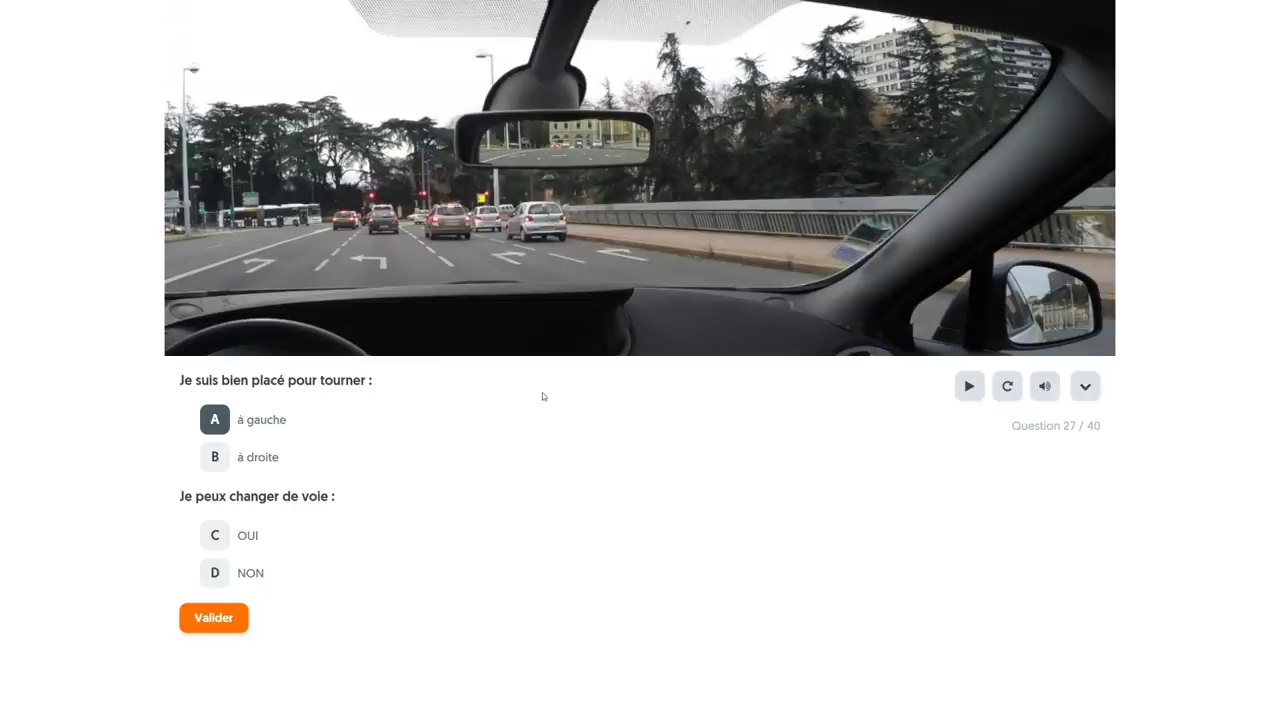 Je suis bien placé pour tourner :
A à gauche
B à droite
Question 27 / 40
Je peux changer de voie :
C OUI
D NON
Valider